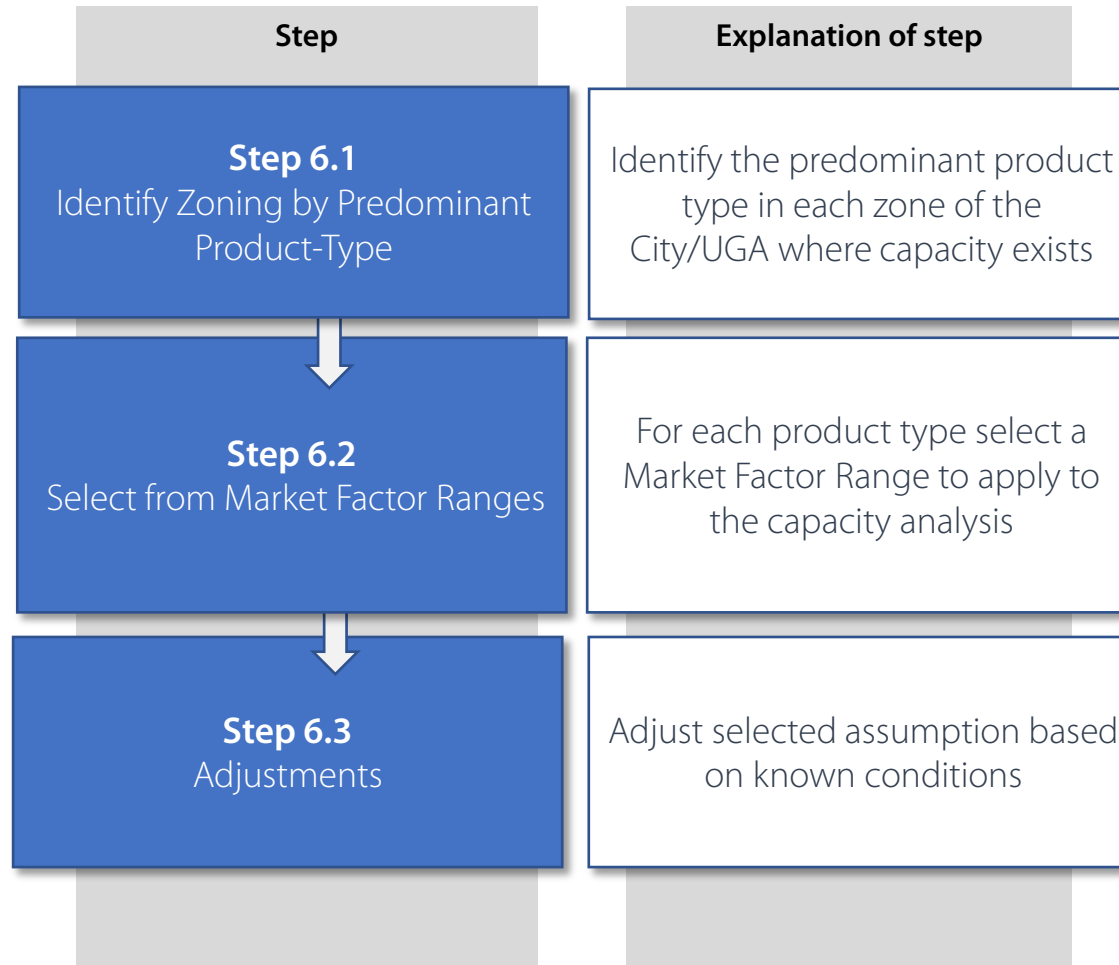 Step
Explanation of step
Step 6.1
Identify Zoning by Predominant
Product-Type
Identify the predominant product
type in each zone of the
City/UGA where capacity exists
Step 6.2
Select from Market Factor Ranges
For each product type select a
Market Factor Range to apply to
the capacity analysis
Step 6.3
Adjustments
Adjust selected assumption based
on known conditions